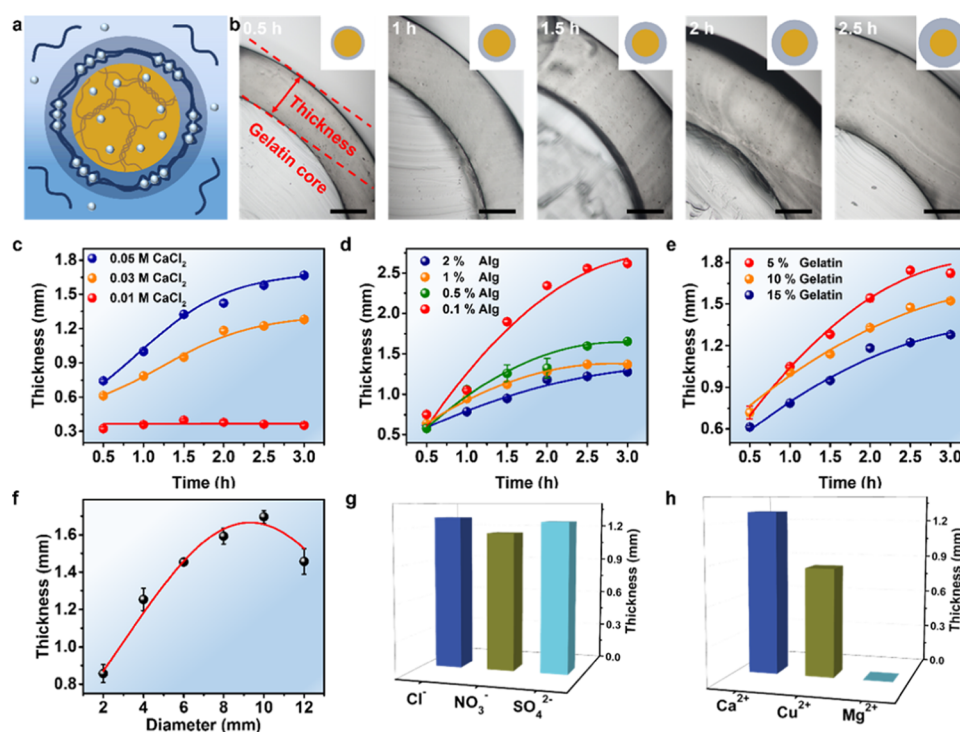 a
b
0.5 h
1 h
1.5 h
2 h
2.5 h
Thickness
Gelatin core
c
d
e
0.05 M CaCl₂
0.03 M CaCl₂
0.01 M CaCl₂
1.8
1.5
1.2
0.9
0.6
0.3
Thickness (mm)
0.5 1.0 1.5 2.0 2.5 3.0
Time (h)
2 % Alg
1 % Alg
0.5 % Alg
0.1 % Alg
2.5
2.0
1.5
1.0
0.5
Thickness (mm)
0.5 1.0 1.5 2.0 2.5 3.0
Time (h)
5 % Gelatin
10 % Gelatin
15 % Gelatin
1.8
1.5
1.2
0.9
0.6
Thickness (mm)
0.5 1.0 1.5 2.0 2.5 3.0
Time (h)
f
g
h
1.6
1.4
1.2
1.0
0.8
Thickness (mm)
2 4 6 8 10 12
Diameter (mm)
1.2
0.9
0.6
0.3
0.0
Thickness (mm)
Cl⁻
NO₃⁻
SO₄²⁻
1.2
0.9
0.6
0.3
0.0
Thickness (mm)
Ca²⁺
Cu²⁺
Mg²⁺